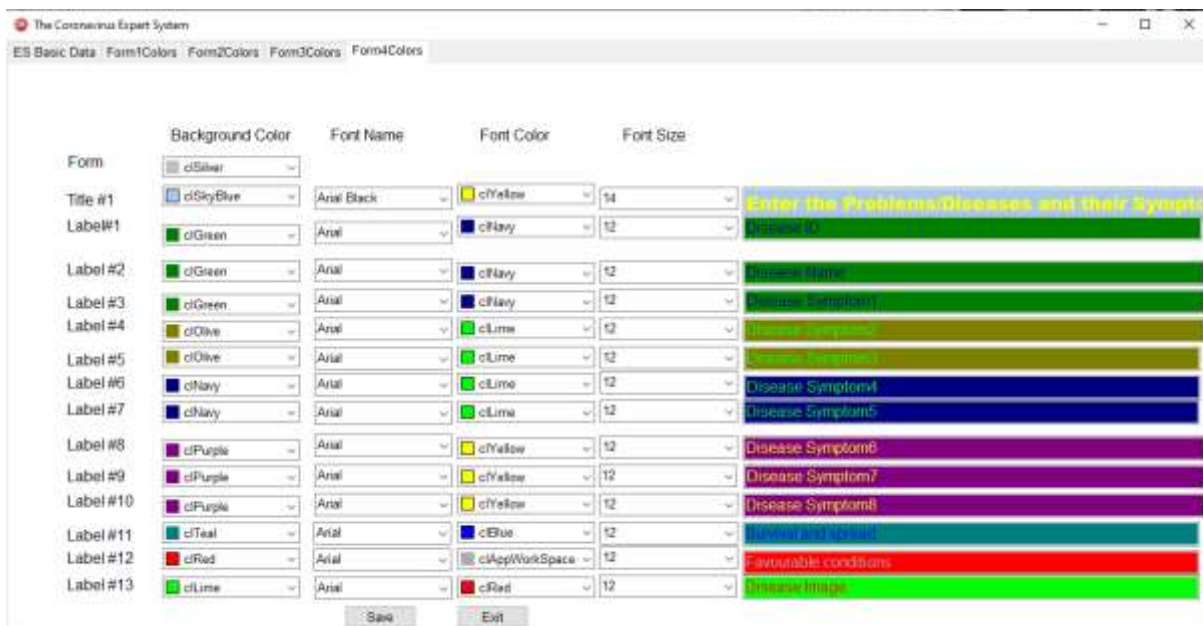 The Coronavirus Expert System
ES Basic Data Form1Colors Form2Colors Form3Colors Form4Colors
Background Color Font Name Font Color Font Size
Form clSilver
Title #1 clSkyBlue Arial Black clYellow 14 Enter the Problems/Diseases and their Sympto
Label#1 clGreen Arial clNavy 12 Disease ID
Label #2 clGreen Arial clNavy 12 Disease Name
Label #3 clGreen Arial clNavy 12 Disease Symptom1
Label #4 clOlive Arial clLime 12 Disease Symptom2
Label #5 clOlive Arial clLime 12 Disease Symptom3
Label #6 clNavy Arial clLime 12 Disease Symptom4
Label #7 clNavy Arial clLime 12 Disease Symptom5
Label #8 clPurple Arial clYellow 12 Disease Symptom6
Label #9 clPurple Arial clYellow 12 Disease Symptom7
Label #10 clPurple Arial clYellow 12 Disease Symptom8
Label #11 clTeal Arial clBlue 12 Survival and spread
Label #12 clRed Arial clAppWorkSpace 12 Favourable conditions
Label #13 clLime Arial clRed 12 Disease Image
Save Exit